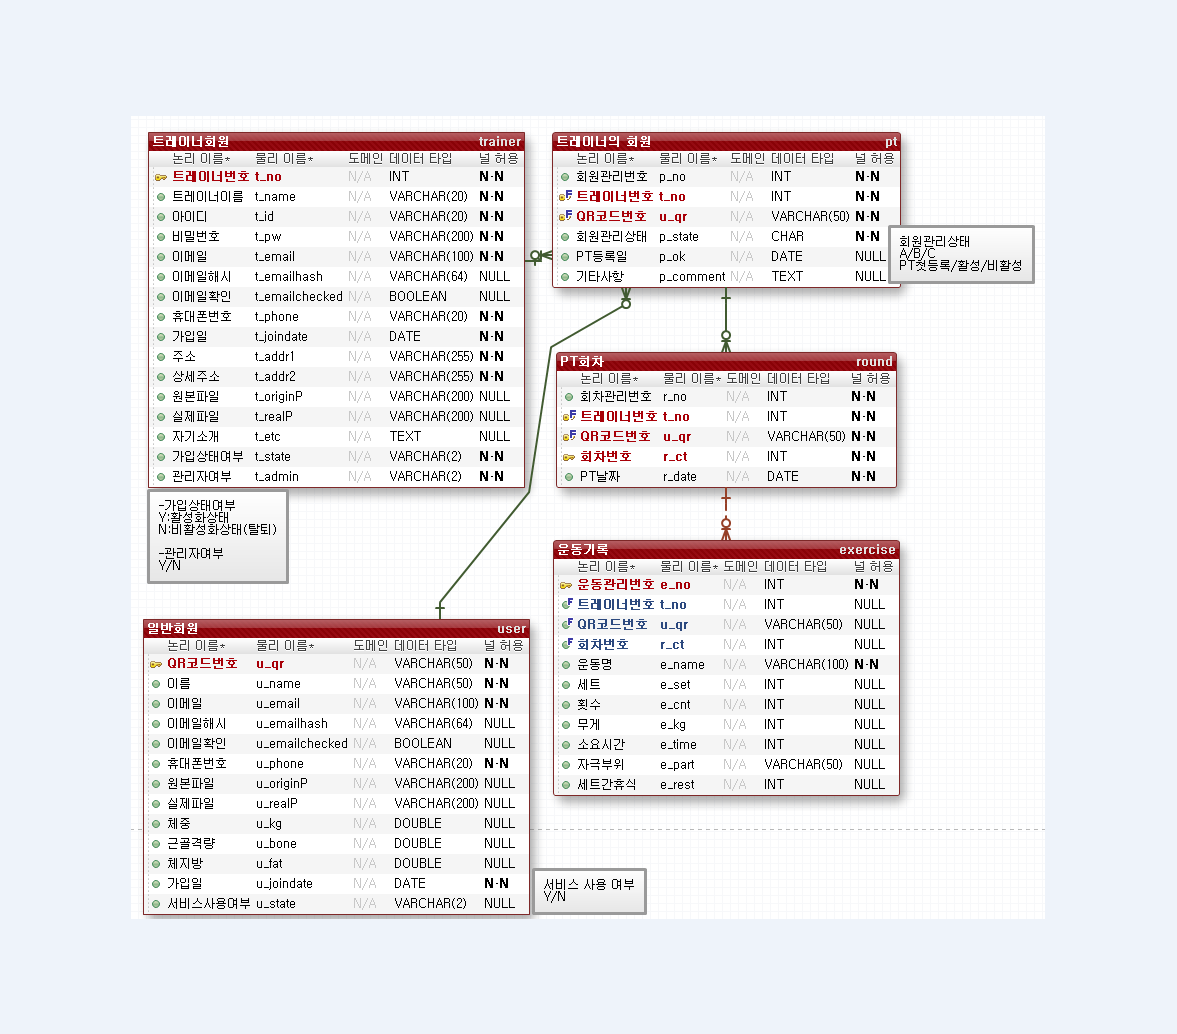 트레이너회원 trainer
논리 이름* 물리 이름* 도메인 데이터 타입 널 허용
트레이너번호 t_no N/A INT N-N
트레이너이름 t_name N/A VARCHAR(20) N-N
아이디 t_id N/A VARCHAR(20) N-N
비밀번호 t_pw N/A VARCHAR(200) N-N
이메일 t_email N/A VARCHAR(100) N-N
이메일해시 t_emailhash N/A VARCHAR(64) NULL
이메일확인 t_emailchecked N/A BOOLEAN NULL
휴대폰번호 t_phone N/A VARCHAR(20) N-N
가입일 t_joindate N/A DATE N-N
주소 t_addr1 N/A VARCHAR(255) N-N
상세주소 t_addr2 N/A VARCHAR(255) N-N
원본파일 t_originP N/A VARCHAR(200) NULL
실제파일 t_realP N/A VARCHAR(200) NULL
자기소개 t_etc N/A TEXT NULL
가입상태여부 t_state N/A VARCHAR(2) N-N
관리자여부 t_admin N/A VARCHAR(2) N-N
-가입상태여부
Y:활성화상태
N:비활성화상태(탈퇴)
-관리자여부
Y/N
트레이너의 회원 pt
논리 이름* 물리 이름* 도메인 데이터 타입 널 허용
회원관리번호 p_no N/A INT N-N
트레이너번호 t_no N/A INT N-N
QR코드번호 u_qr N/A VARCHAR(50) N-N
회원관리상태 p_state N/A CHAR N-N
PT등록일 p_ok N/A DATE NULL
기타사항 p_comment N/A TEXT NULL
회원관리상태
A/B/C
PT첫등록/활성/비활성
PT회차 round
논리 이름* 물리 이름* 도메인 데이터 타입 널 허용
회차관리번호 r_no N/A INT N-N
트레이너번호 t_no N/A INT N-N
QR코드번호 u_qr N/A VARCHAR(50) N-N
회차번호 r_ct N/A INT N-N
PT날짜 r_date N/A DATE N-N
운동기록 exercise
논리 이름* 물리 이름* 도메인 데이터 타입 널 허용
운동관리번호 e_no N/A INT N-N
트레이너번호 t_no N/A INT NULL
QR코드번호 u_qr N/A VARCHAR(50) NULL
회차번호 r_ct N/A INT NULL
운동명 e_name N/A VARCHAR(100) N-N
세트 e_set N/A INT NULL
횟수 e_cnt N/A INT NULL
무게 e_kg N/A INT NULL
소요시간 e_time N/A INT NULL
자극부위 e_part N/A VARCHAR(50) NULL
세트간휴식 e_rest N/A INT NULL
일반회원 user
논리 이름* 물리 이름* 도메인 데이터 타입 널 허용
QR코드번호 u_qr N/A VARCHAR(50) N-N
이름 u_name N/A VARCHAR(50) N-N
이메일 u_email N/A VARCHAR(100) N-N
이메일해시 u_emailhash N/A VARCHAR(64) NULL
이메일확인 u_emailchecked N/A BOOLEAN NULL
휴대폰번호 u_phone N/A VARCHAR(20) N-N
원본파일 u_originP N/A VARCHAR(200) NULL
실제파일 u_realP N/A VARCHAR(200) NULL
체중 u_kg N/A DOUBLE NULL
근골격량 u_bone N/A DOUBLE NULL
체지방 u_fat N/A DOUBLE NULL
가입일 u_joindate N/A DATE N-N
서비스사용여부 u_state N/A VARCHAR(2) NULL
서비스 사용 여부
Y/N